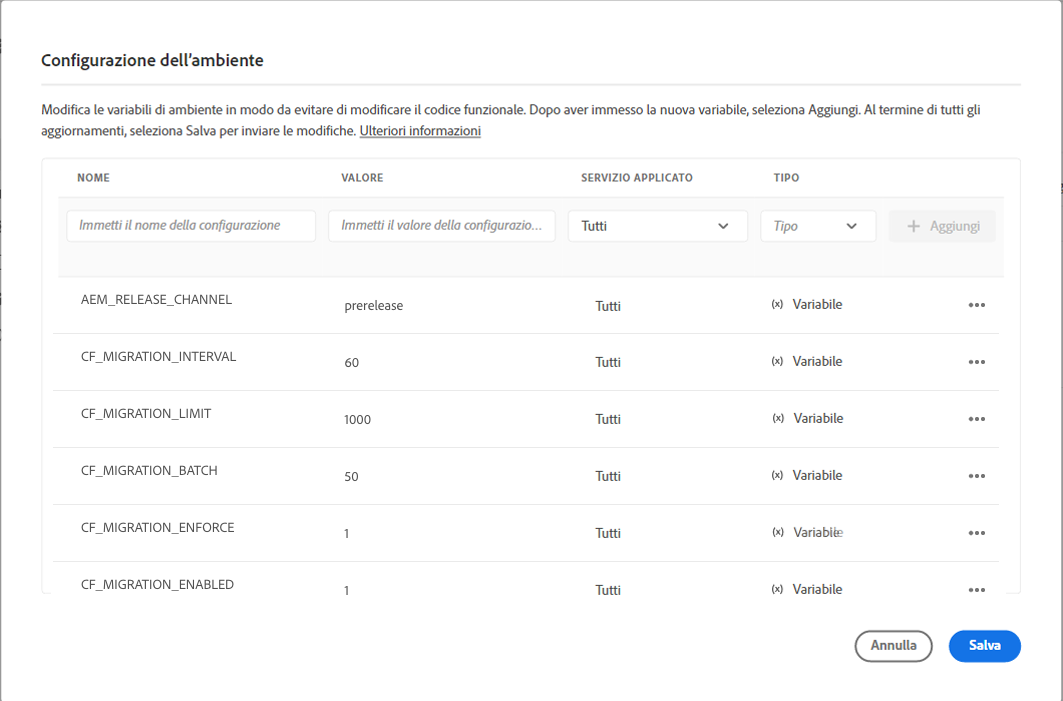 Configurazione dell'ambiente
Modifica le variabili di ambiente in modo da evitare di modificare il codice funzionale. Dopo aver immesso la nuova variabile, seleziona Aggiungi. Al termine di tutti gli
aggiornamenti, seleziona Salva per inviare le modifiche. Ulteriori informazioni
NOME VALORE SERVIZIO APPLICATO TIPO
Immetti il nome della configurazione Immetti il valore della configurazio... Tutti Tipo + Aggiungi
AEM_RELEASE_CHANNEL prerelease Tutti (x) Variabile •••
CF_MIGRATION_INTERVAL 60 Tutti (x) Variabile •••
CF_MIGRATION_LIMIT 1000 Tutti (x) Variabile •••
CF_MIGRATION_BATCH 50 Tutti (x) Variabile •••
CF_MIGRATION_ENFORCE 1 Tutti (x) Variabile •••
CF_MIGRATION_ENABLED 1 Tutti (x) Variabile •••
Annulla Salva